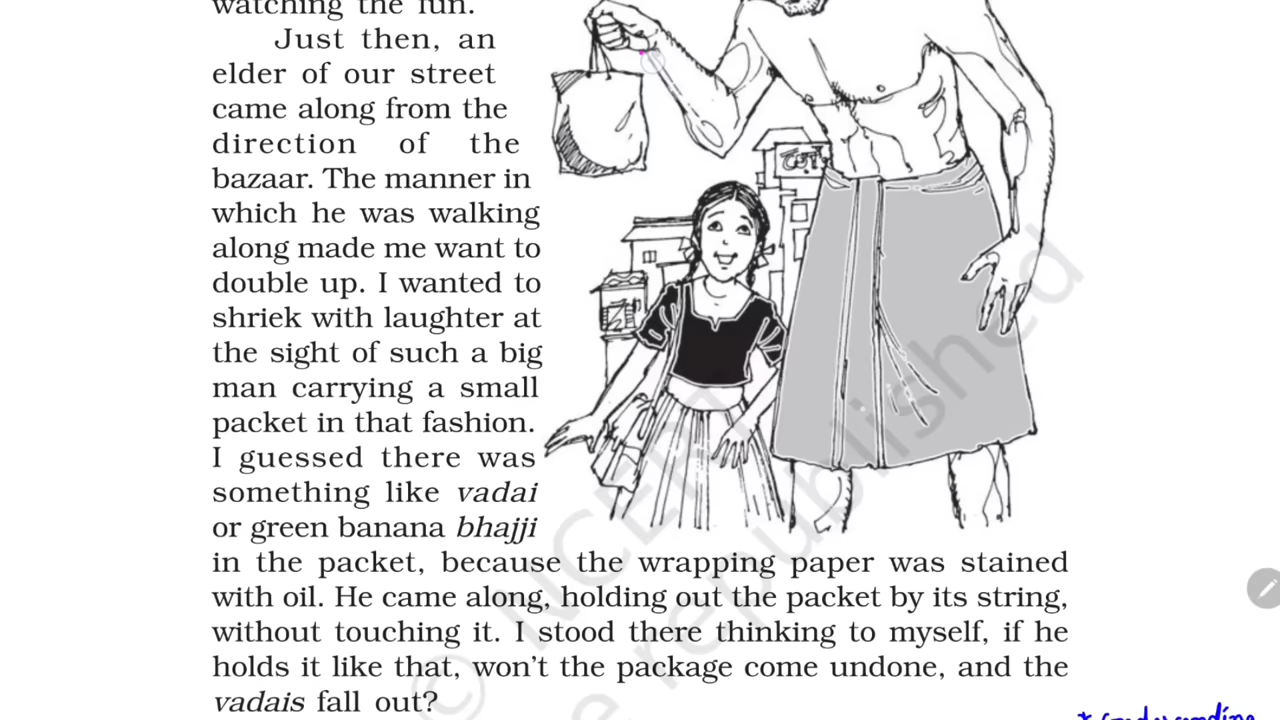 watching the fun.
Just then, an
elder of our street
came along from the
direction of the
bazaar. The manner in
which he was walking
along made me want to
double up. I wanted to
shriek with laughter at
the sight of such a big
man carrying a small
packet in that fashion.
I guessed there was
something like vadai
or green banana bhajji
in the packet, because the wrapping paper was stained
with oil. He came along, holding out the packet by its string,
without touching it. I stood there thinking to myself, if he
holds it like that, won't the package come undone, and the
vadais fall out?
© NCERT
be republished